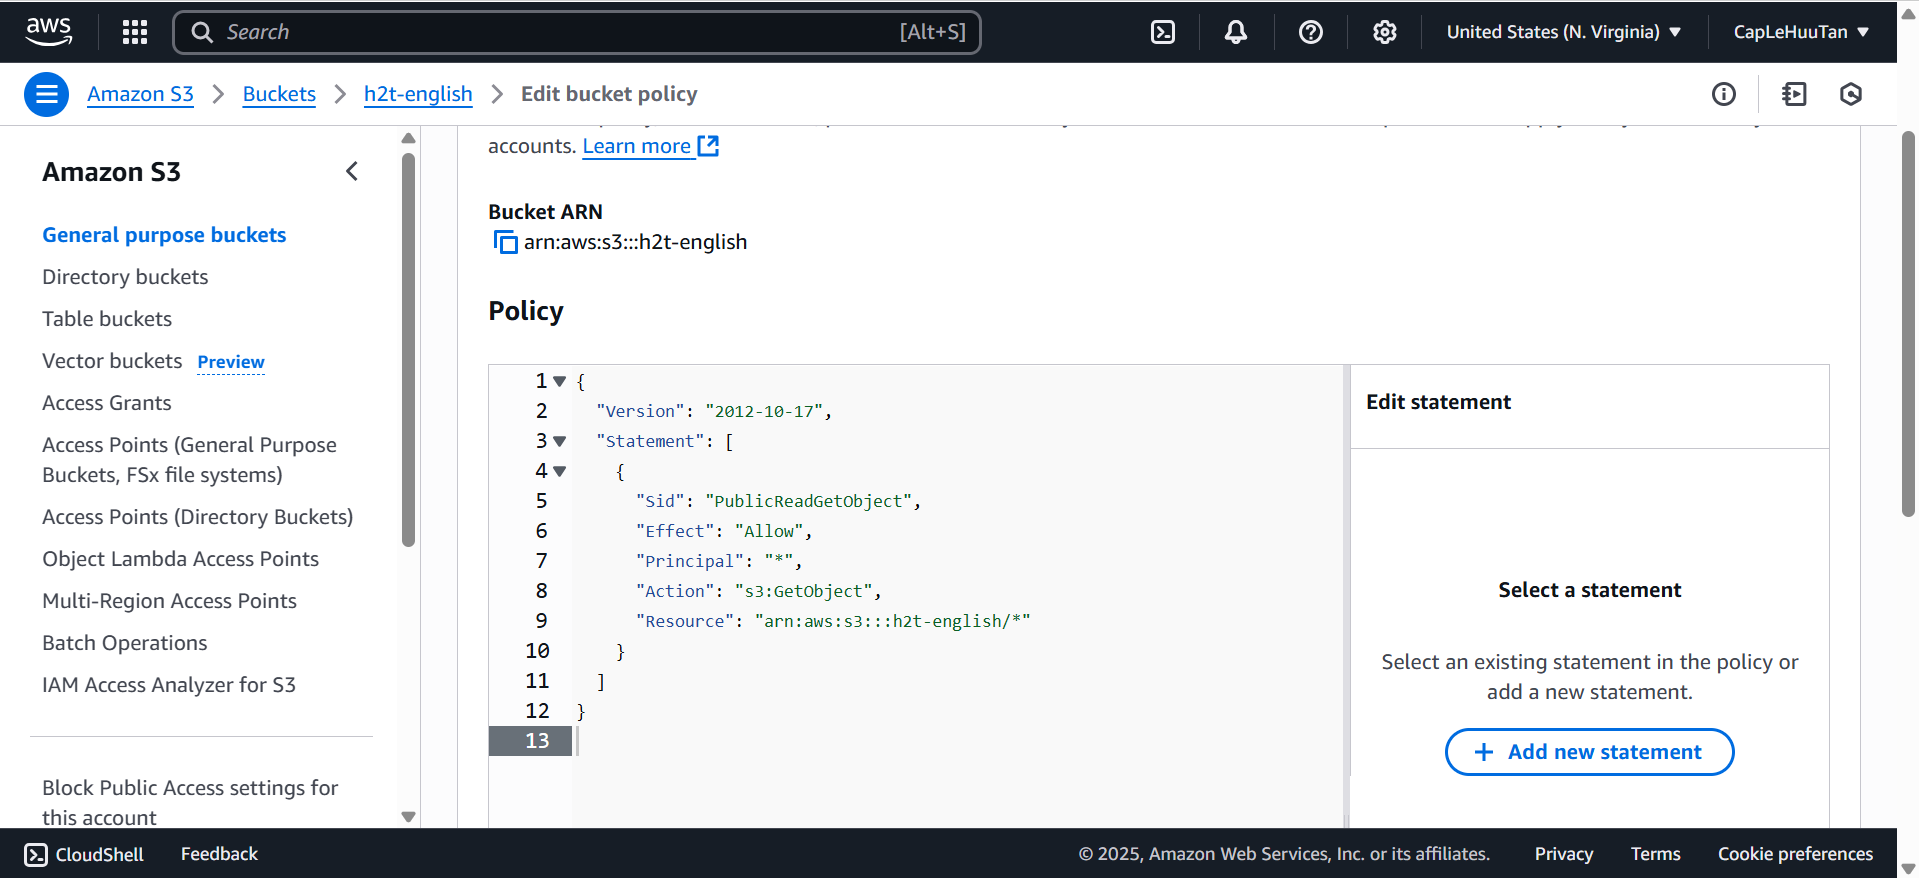 aws
Search [Alt+S]
United States (N. Virginia)
CapLeHuuTan
Amazon S3
Buckets
h2t-english
Edit bucket policy
Amazon S3
General purpose buckets
Directory buckets
Table buckets
Vector buckets Preview
Access Grants
Access Points (General Purpose
Buckets, FSx file systems)
Access Points (Directory Buckets)
Object Lambda Access Points
Multi-Region Access Points
Batch Operations
IAM Access Analyzer for S3
Block Public Access settings for
this account
accounts. Learn more
Bucket ARN
arn:aws:s3:::h2t-english
Policy
1 {
2 "Version": "2012-10-17",
3 "Statement": [
4 {
5 "Sid": "PublicReadGetObject",
6 "Effect": "Allow",
7 "Principal": "*",
8 "Action": "s3:GetObject",
9 "Resource": "arn:aws:s3:::h2t-english/*"
10 }
11 ]
12 }
13
Edit statement
Select a statement
Select an existing statement in the policy or
add a new statement.
+ Add new statement
CloudShell
Feedback
© 2025, Amazon Web Services, Inc. or its affiliates.
Privacy
Terms
Cookie preferences